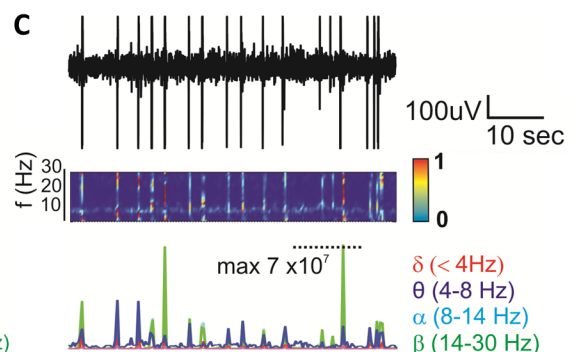 C
100uV
10 sec
f (Hz)
30
20
10
1
0
max 7 x10⁷
δ (< 4Hz)
θ (4-8 Hz)
α (8-14 Hz)
β (14-30 Hz)